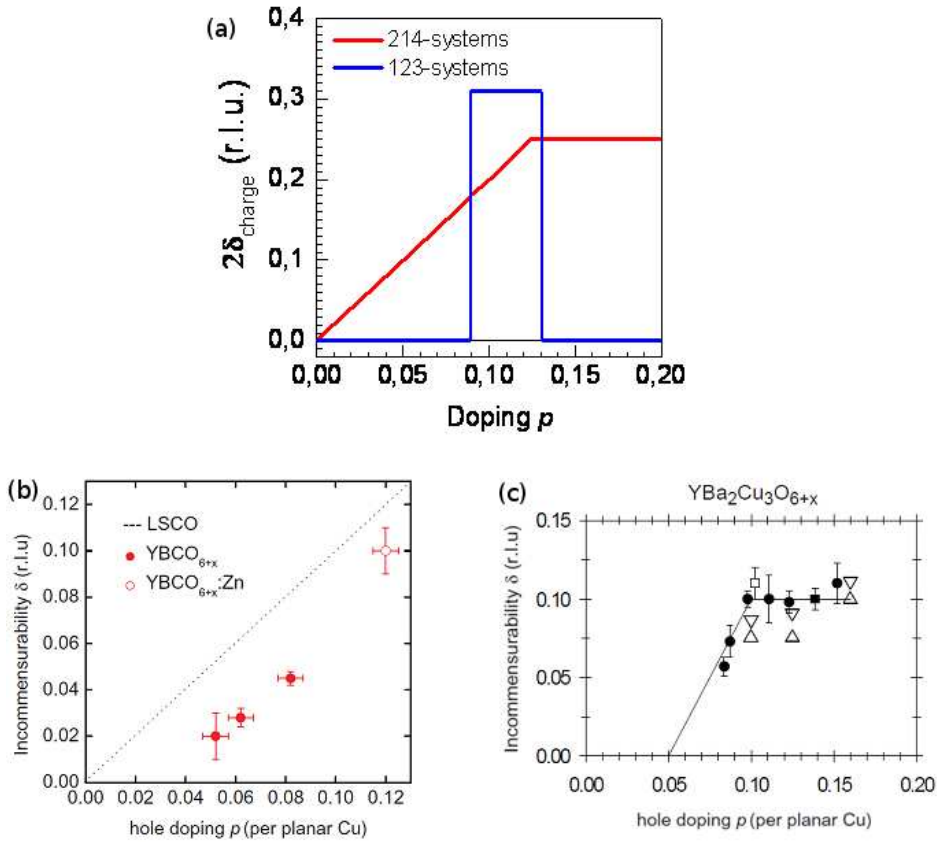 (a)
0,4
0,3
0,2
0,1
0,0
2δcharge (r.l.u.)
214-systems
123-systems
0,00 0,05 0,10 0,15 0,20
Doping p
(b)
0.12
0.10
0.08
0.06
0.04
0.02
0.00
Incommensurability δ (r.l.u)
--- LSCO
YBCO6+x
YBCO6+x:Zn
0.00 0.02 0.04 0.06 0.08 0.10 0.12
hole doping p (per planar Cu)
(c)
YBa2Cu3O6+x
0.15
0.10
0.05
0.00
Incommensurability δ (r.l.u)
0.00 0.05 0.10 0.15 0.20
hole doping p (per planar Cu)